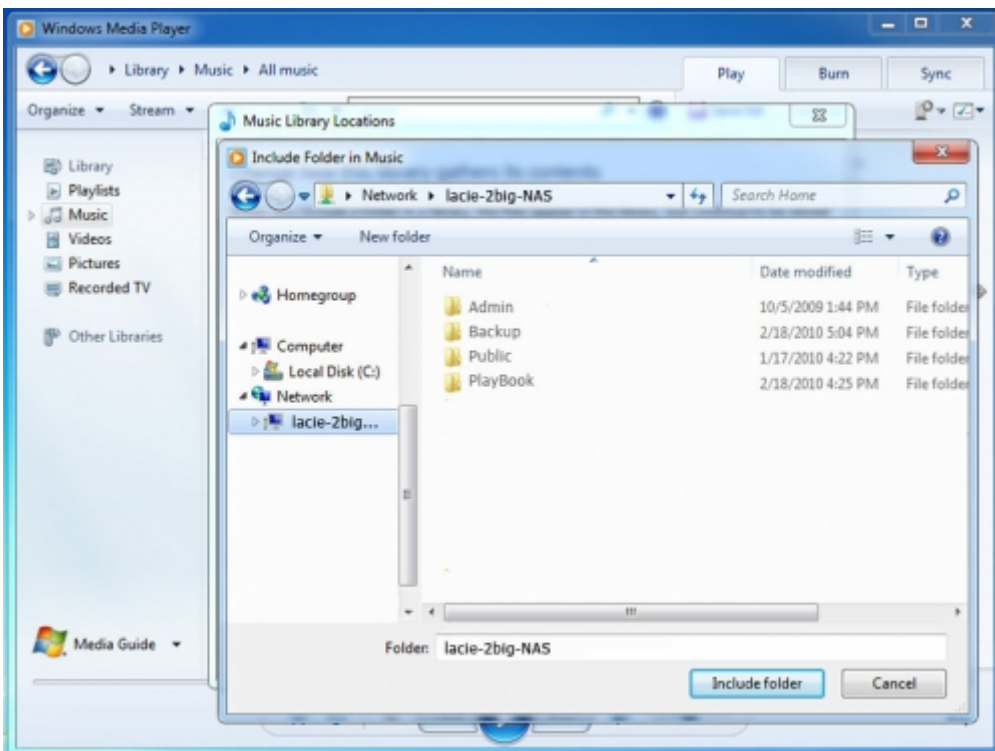 Windows Media Player
Library Music All music
Play Burn Sync
Organize Stream
Music Library Locations
Library
Playlists
Music
Videos
Pictures
Recorded TV
Other Libraries
Media Guide
Include Folder in Music
Network lacie-2big-NAS
Search Home
Organize New folder
Homegroup
Computer
Local Disk (C:)
Network
lacie-2big...
Name Date modified Type
Admin 10/5/2009 1:44 PM File folder
Backup 2/18/2010 5:04 PM File folder
Public 1/17/2010 4:22 PM File folder
PlayBook 2/18/2010 4:25 PM File folder
Folder: lacie-2big-NAS
Include folder Cancel